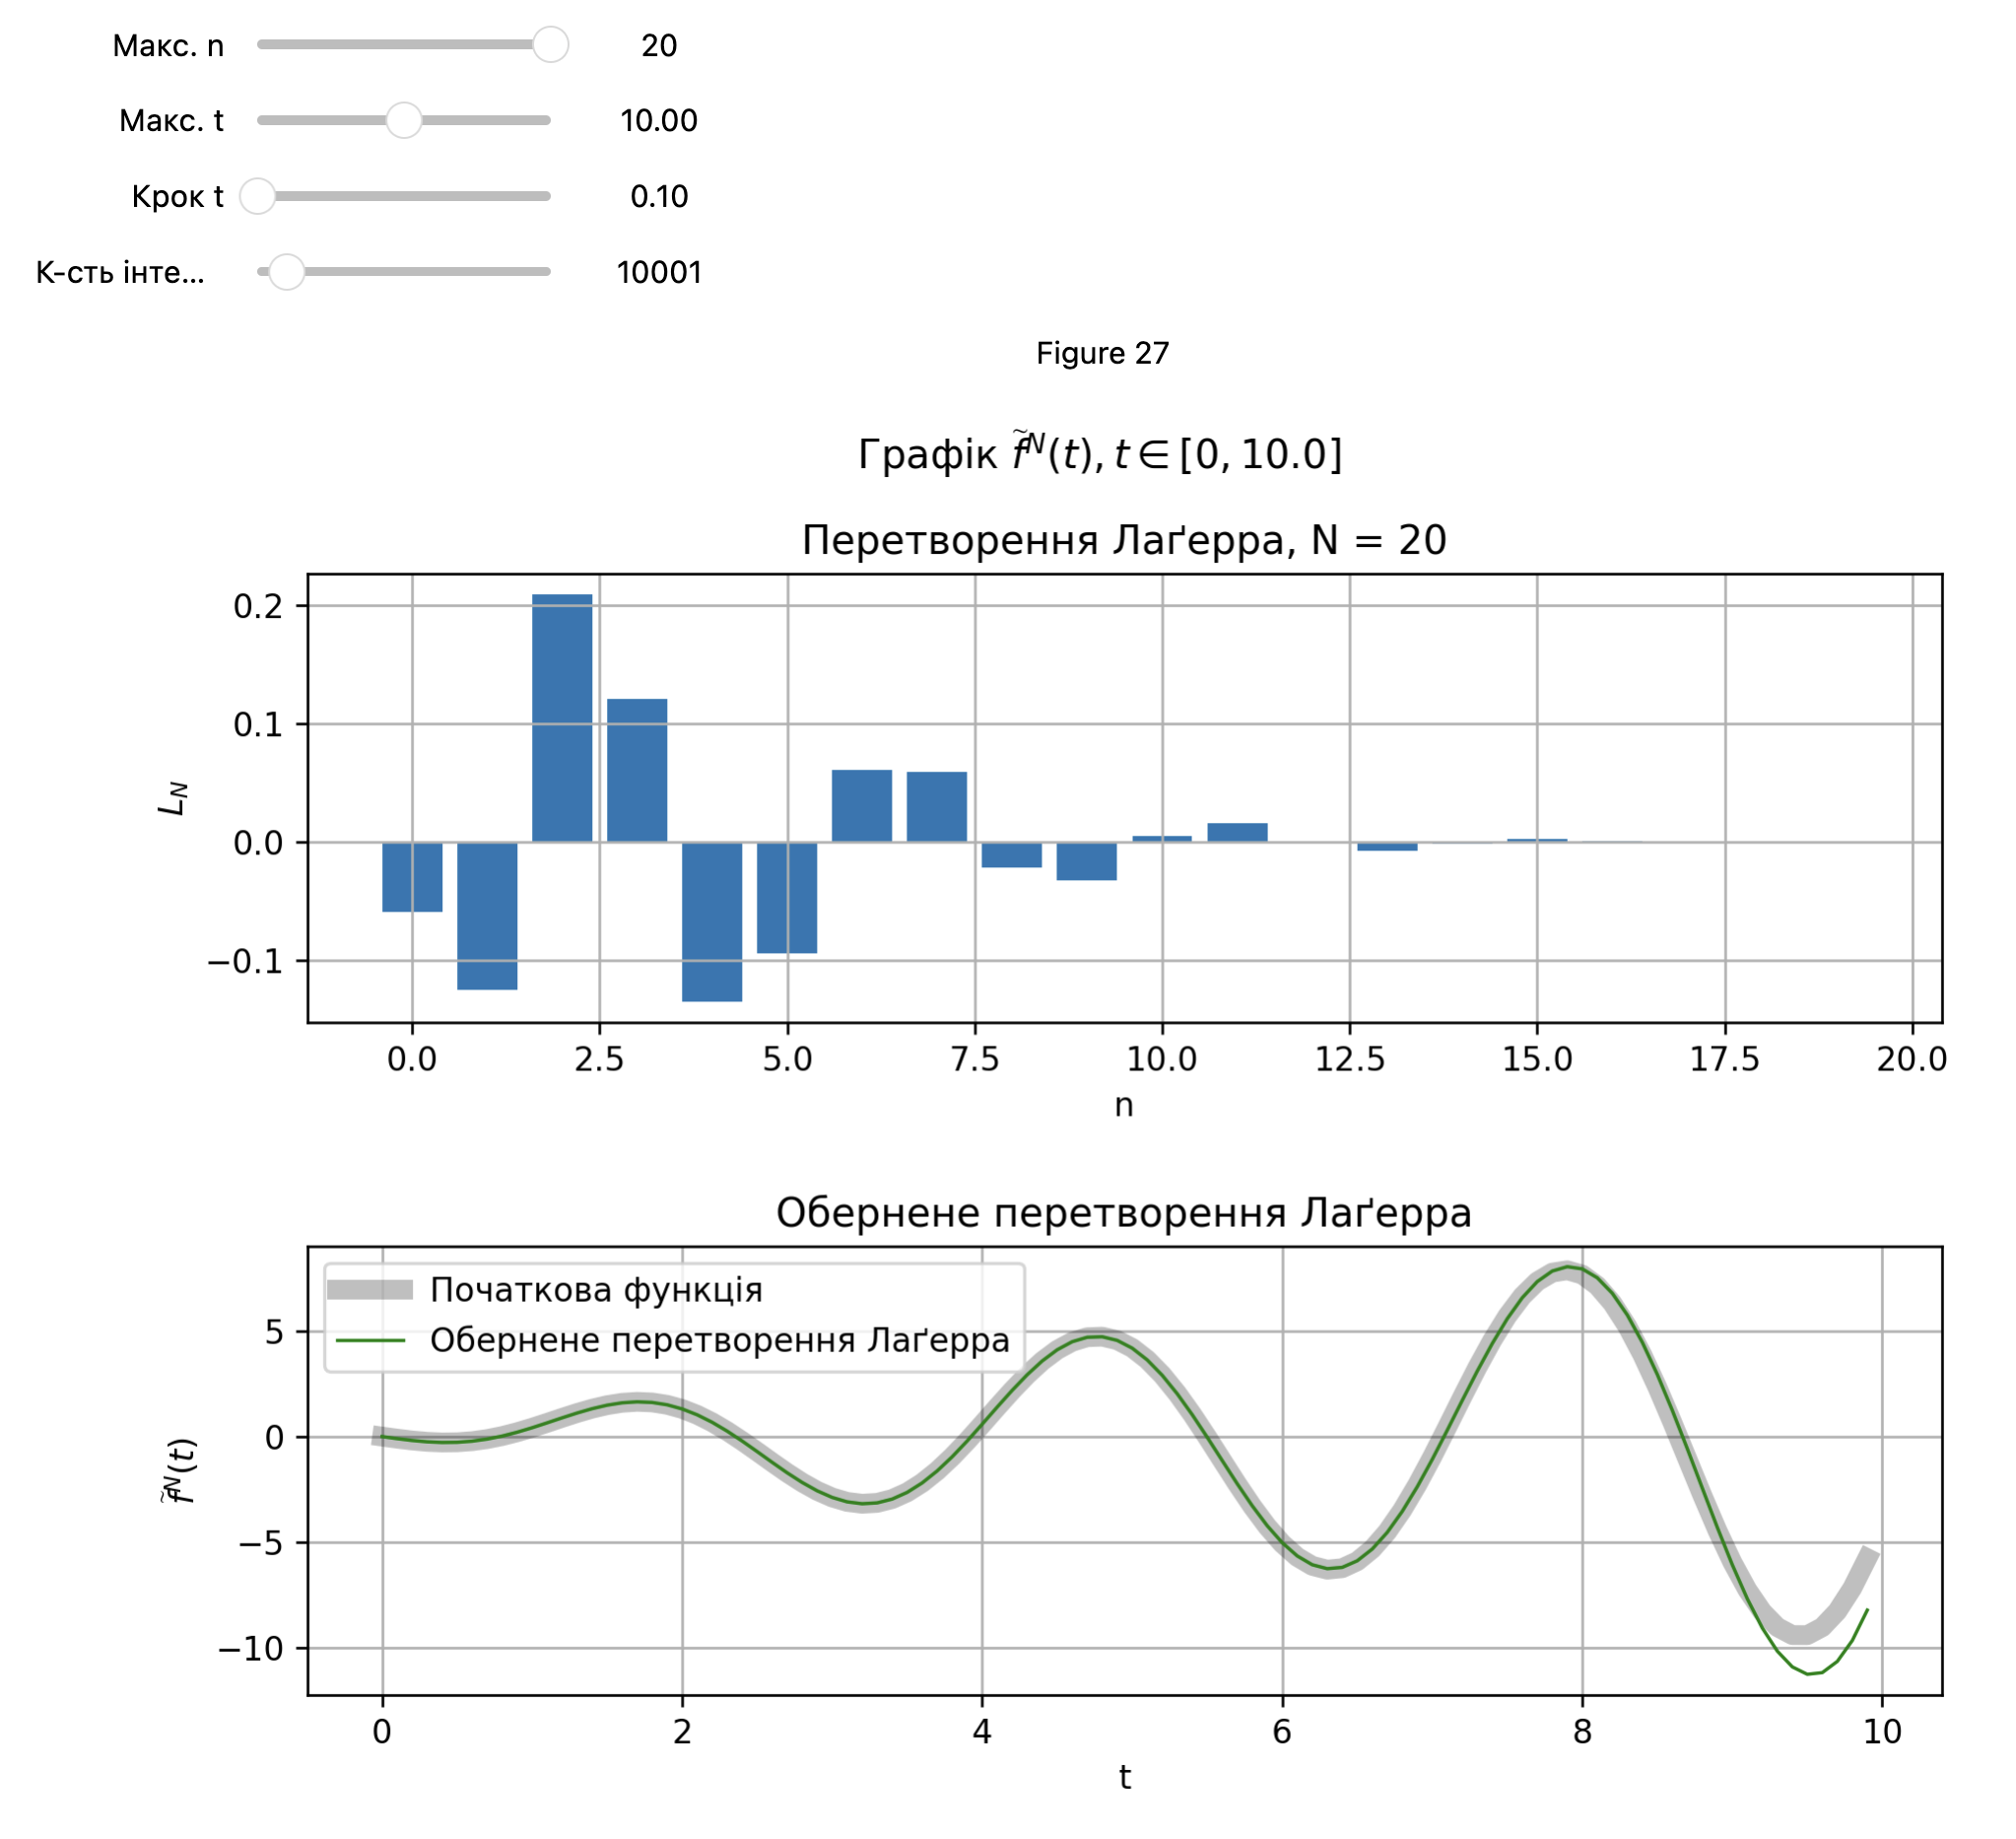 Макс. n 20
Макс. t 10.00
Крок t 0.10
К-сть інте... 10001
Figure 27
Графік f̃ᴺ(t), t ∈ [0, 10.0]
Перетворення Лаґерра, N = 20
0.2
0.1
0.0
−0.1
L_N
0.0 2.5 5.0 7.5 10.0 12.5 15.0 17.5 20.0
n
Обернене перетворення Лаґерра
Початкова функція
Обернене перетворення Лаґерра
5
0
−5
−10
f̃ᴺ(t)
0 2 4 6 8 10
t